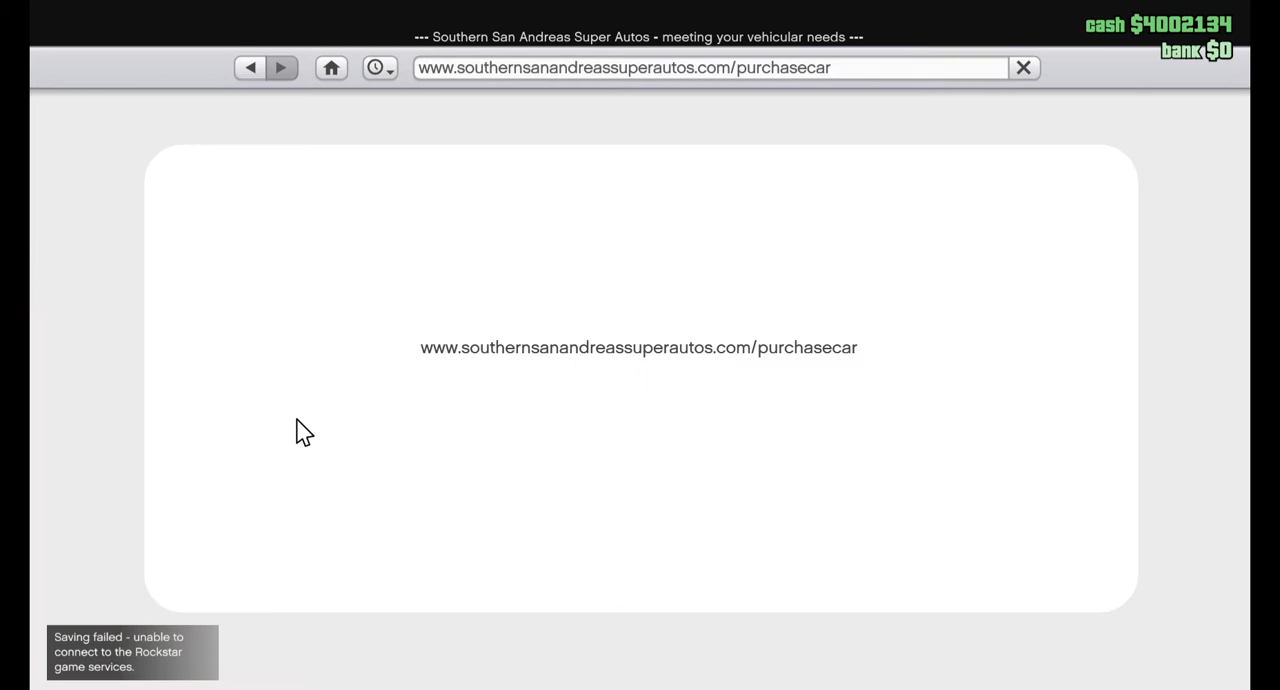 cash $4002134
--- Southern San Andreas Super Autos - meeting your vehicular needs ---
bank $0
www.southernsanandreassuperautos.com/purchasecar
www.southernsanandreassuperautos.com/purchasecar
Saving failed - unable to
connect to the Rockstar
game services.